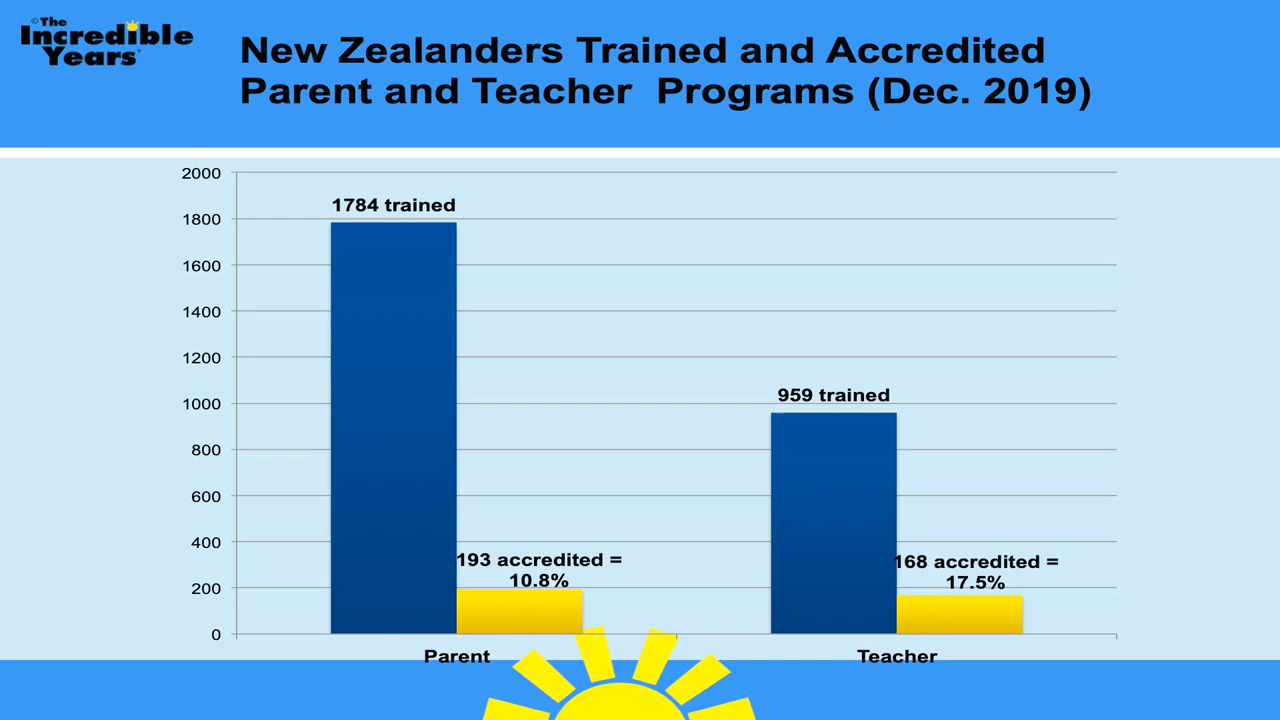 ©The
Incredible
Years®
New Zealanders Trained and Accredited
Parent and Teacher Programs (Dec. 2019)
2000
1784 trained
1800
1600
1400
1200
1000
959 trained
800
600
400
193 accredited =
10.8%
168 accredited =
17.5%
200
0
Parent
Teacher